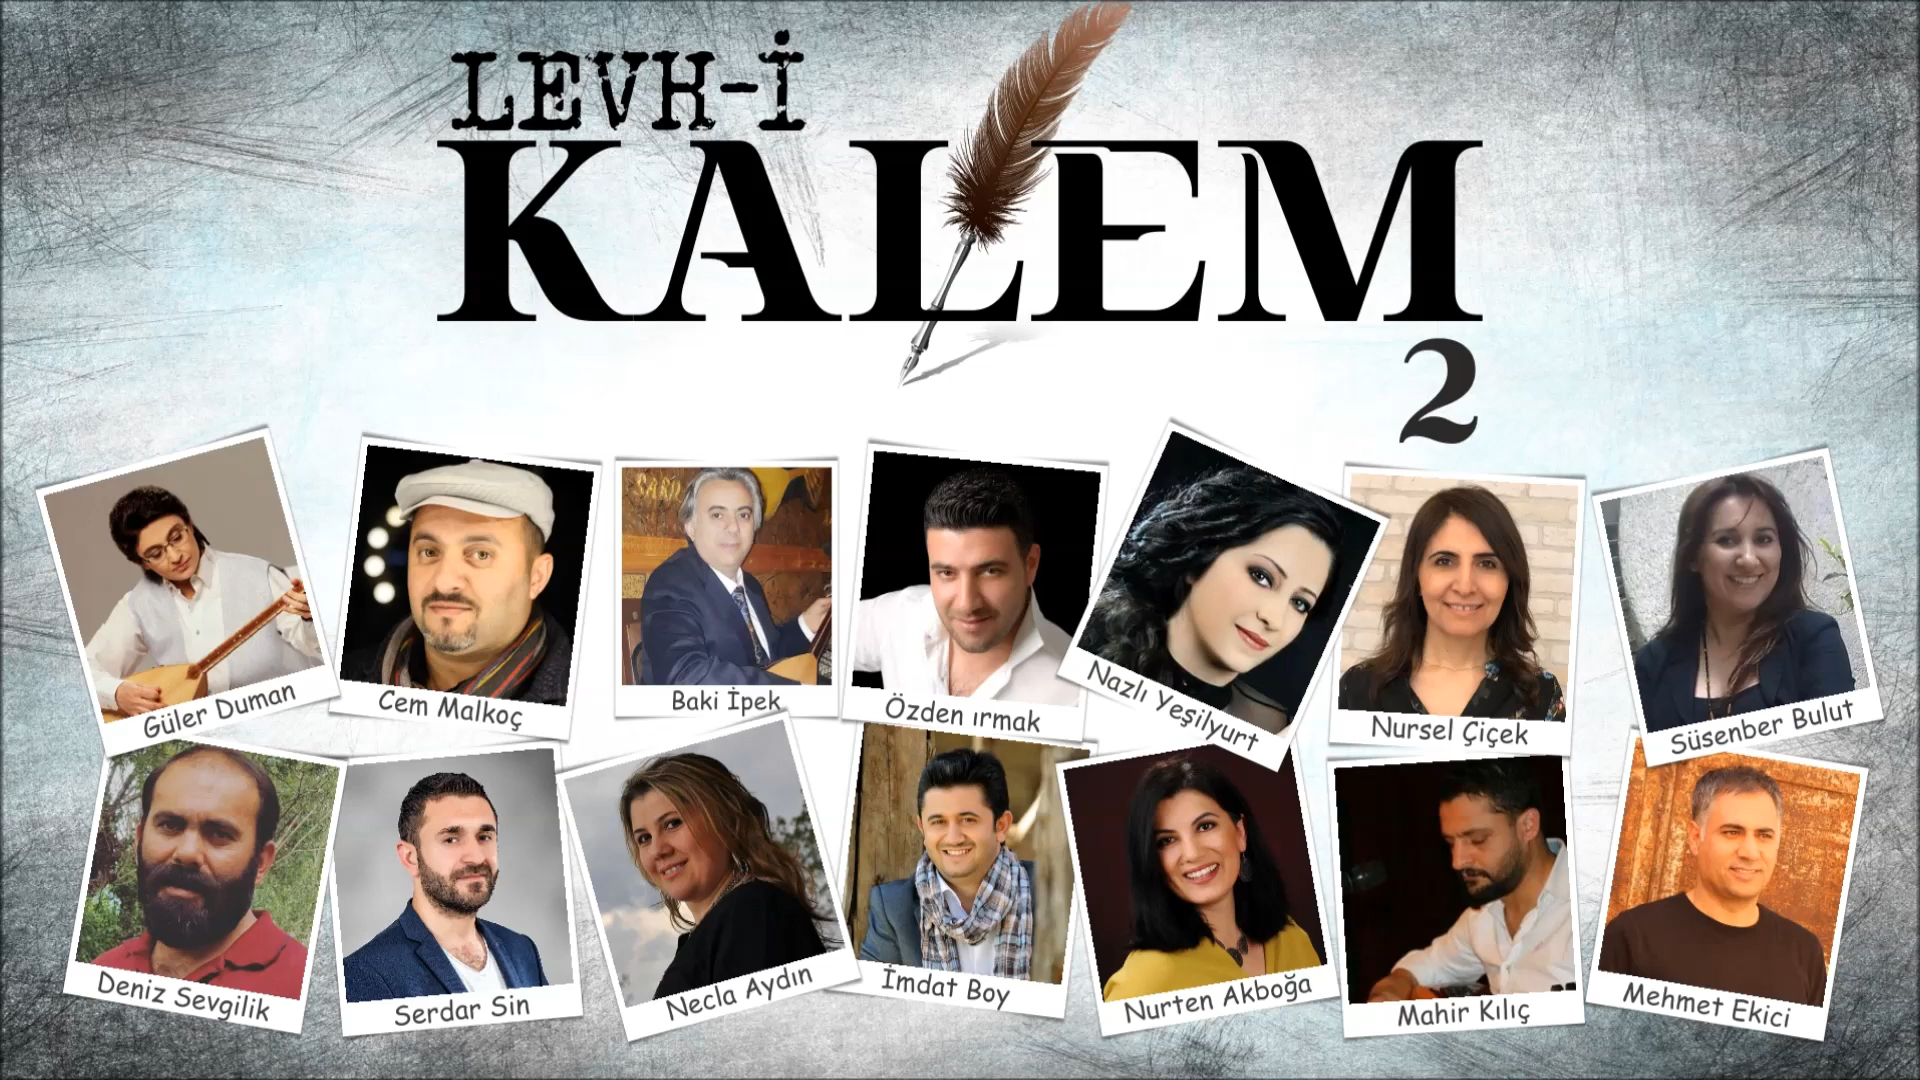 LEVH-İ
KALEM
2
Güler Duman
Cem Malkoç
Baki İpek
Özden ırmak
Nazlı Yeşilyurt
Nursel Çiçek
Süsenber Bulut
Deniz Sevgilik
Serdar Sin
Necla Aydın
İmdat Boy
Nurten Akboğa
Mahir Kılıç
Mehmet Ekici